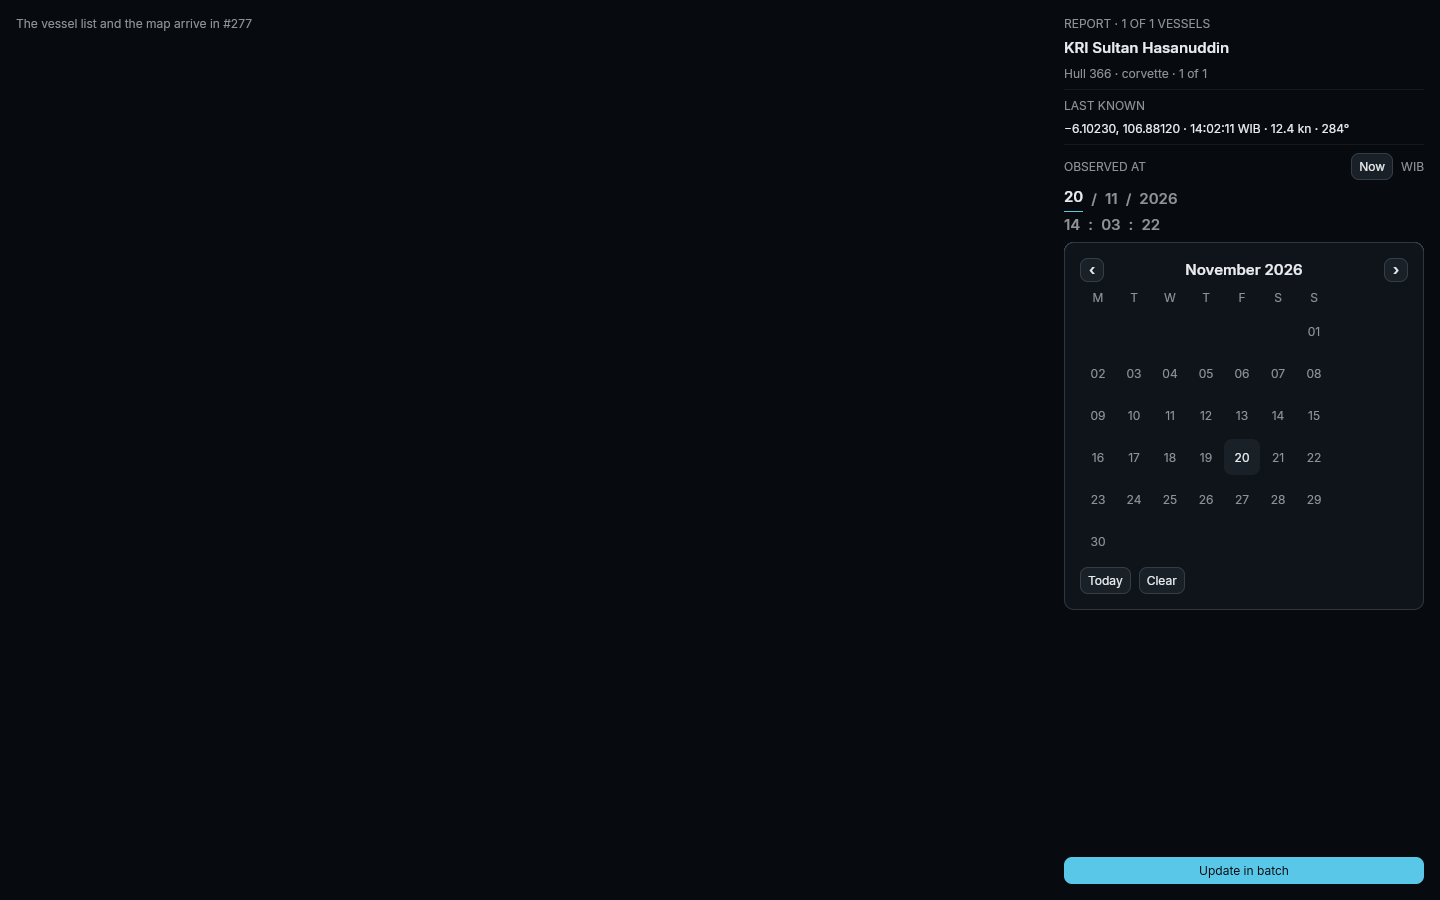 The vessel list and the map arrive in #277
REPORT · 1 OF 1 VESSELS
KRI Sultan Hasanuddin
Hull 366 · corvette · 1 of 1
LAST KNOWN
−6.10230, 106.88120 · 14:02:11 WIB · 12.4 kn · 284°
OBSERVED AT Now WIB
20 / 11 / 2026
14 : 03 : 22
‹ November 2026 ›
M T W T F S S
01
02 03 04 05 06 07 08
09 10 11 12 13 14 15
16 17 18 19 20 21 22
23 24 25 26 27 28 29
30
Today Clear
Update in batch